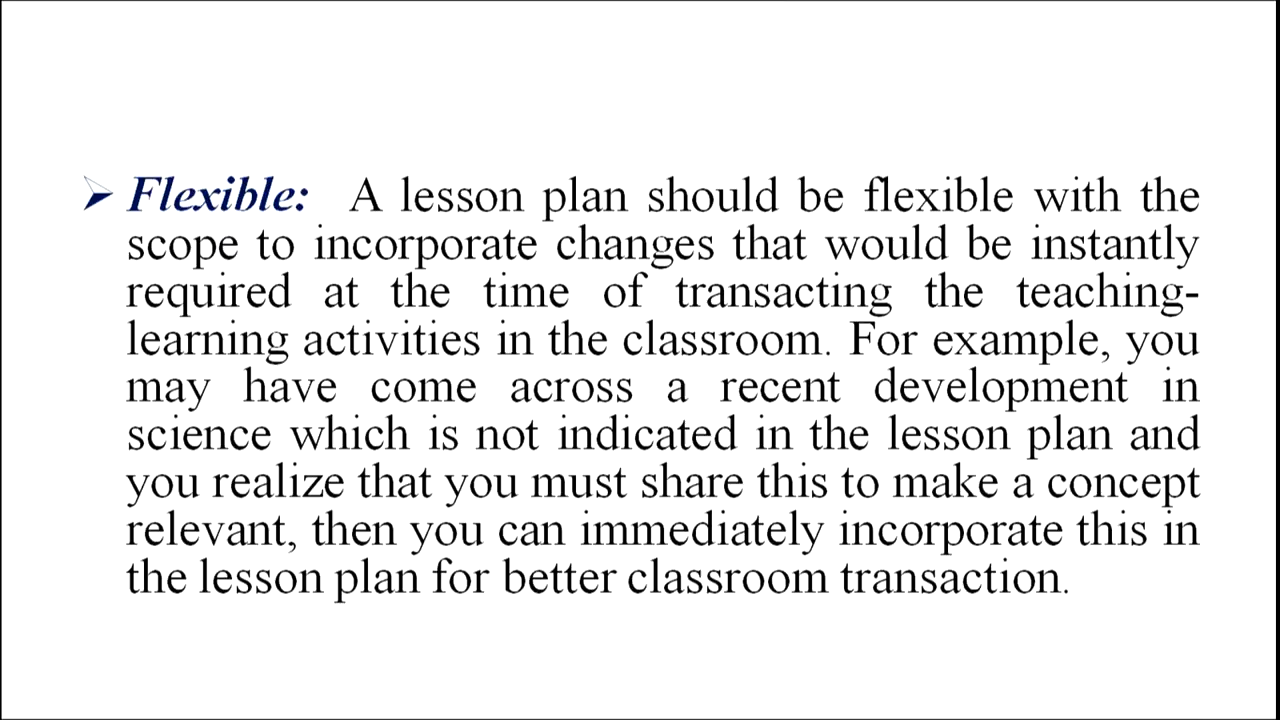 ➢ Flexible: A lesson plan should be flexible with the
scope to incorporate changes that would be instantly
required at the time of transacting the teaching-
learning activities in the classroom. For example, you
may have come across a recent development in
science which is not indicated in the lesson plan and
you realize that you must share this to make a concept
relevant, then you can immediately incorporate this in
the lesson plan for better classroom transaction.